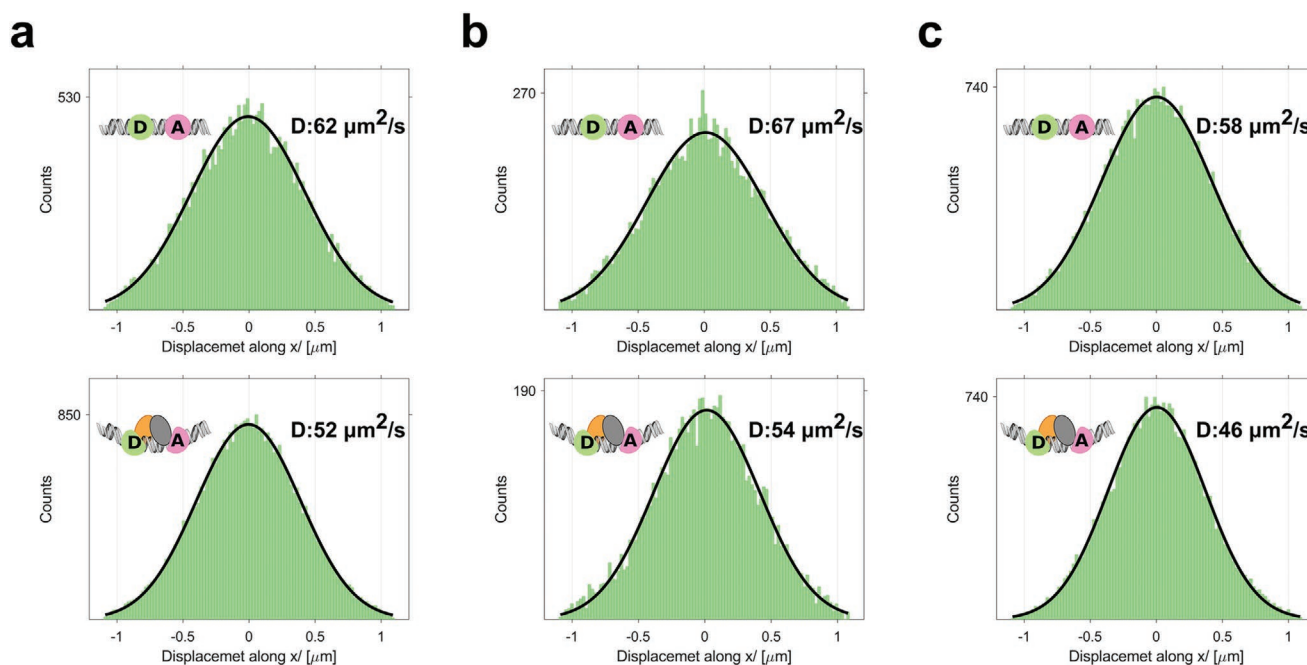 a
530
D A
D:62 μm²/s
Counts
-1 -0.5 0 0.5 1
Displacemet along x/ [μm]
850
D A
D:52 μm²/s
Counts
-1 -0.5 0 0.5 1
Displacemet along x/ [μm]
b
270
D A
D:67 μm²/s
Counts
-1 -0.5 0 0.5 1
Displacemet along x/ [μm]
190
D A
D:54 μm²/s
Counts
-1 -0.5 0 0.5 1
Displacemet along x/ [μm]
c
740
D A
D:58 μm²/s
Counts
-1 -0.5 0 0.5 1
Displacemet along x/ [μm]
740
D A
D:46 μm²/s
Counts
-1 -0.5 0 0.5 1
Displacemet along x/ [μm]